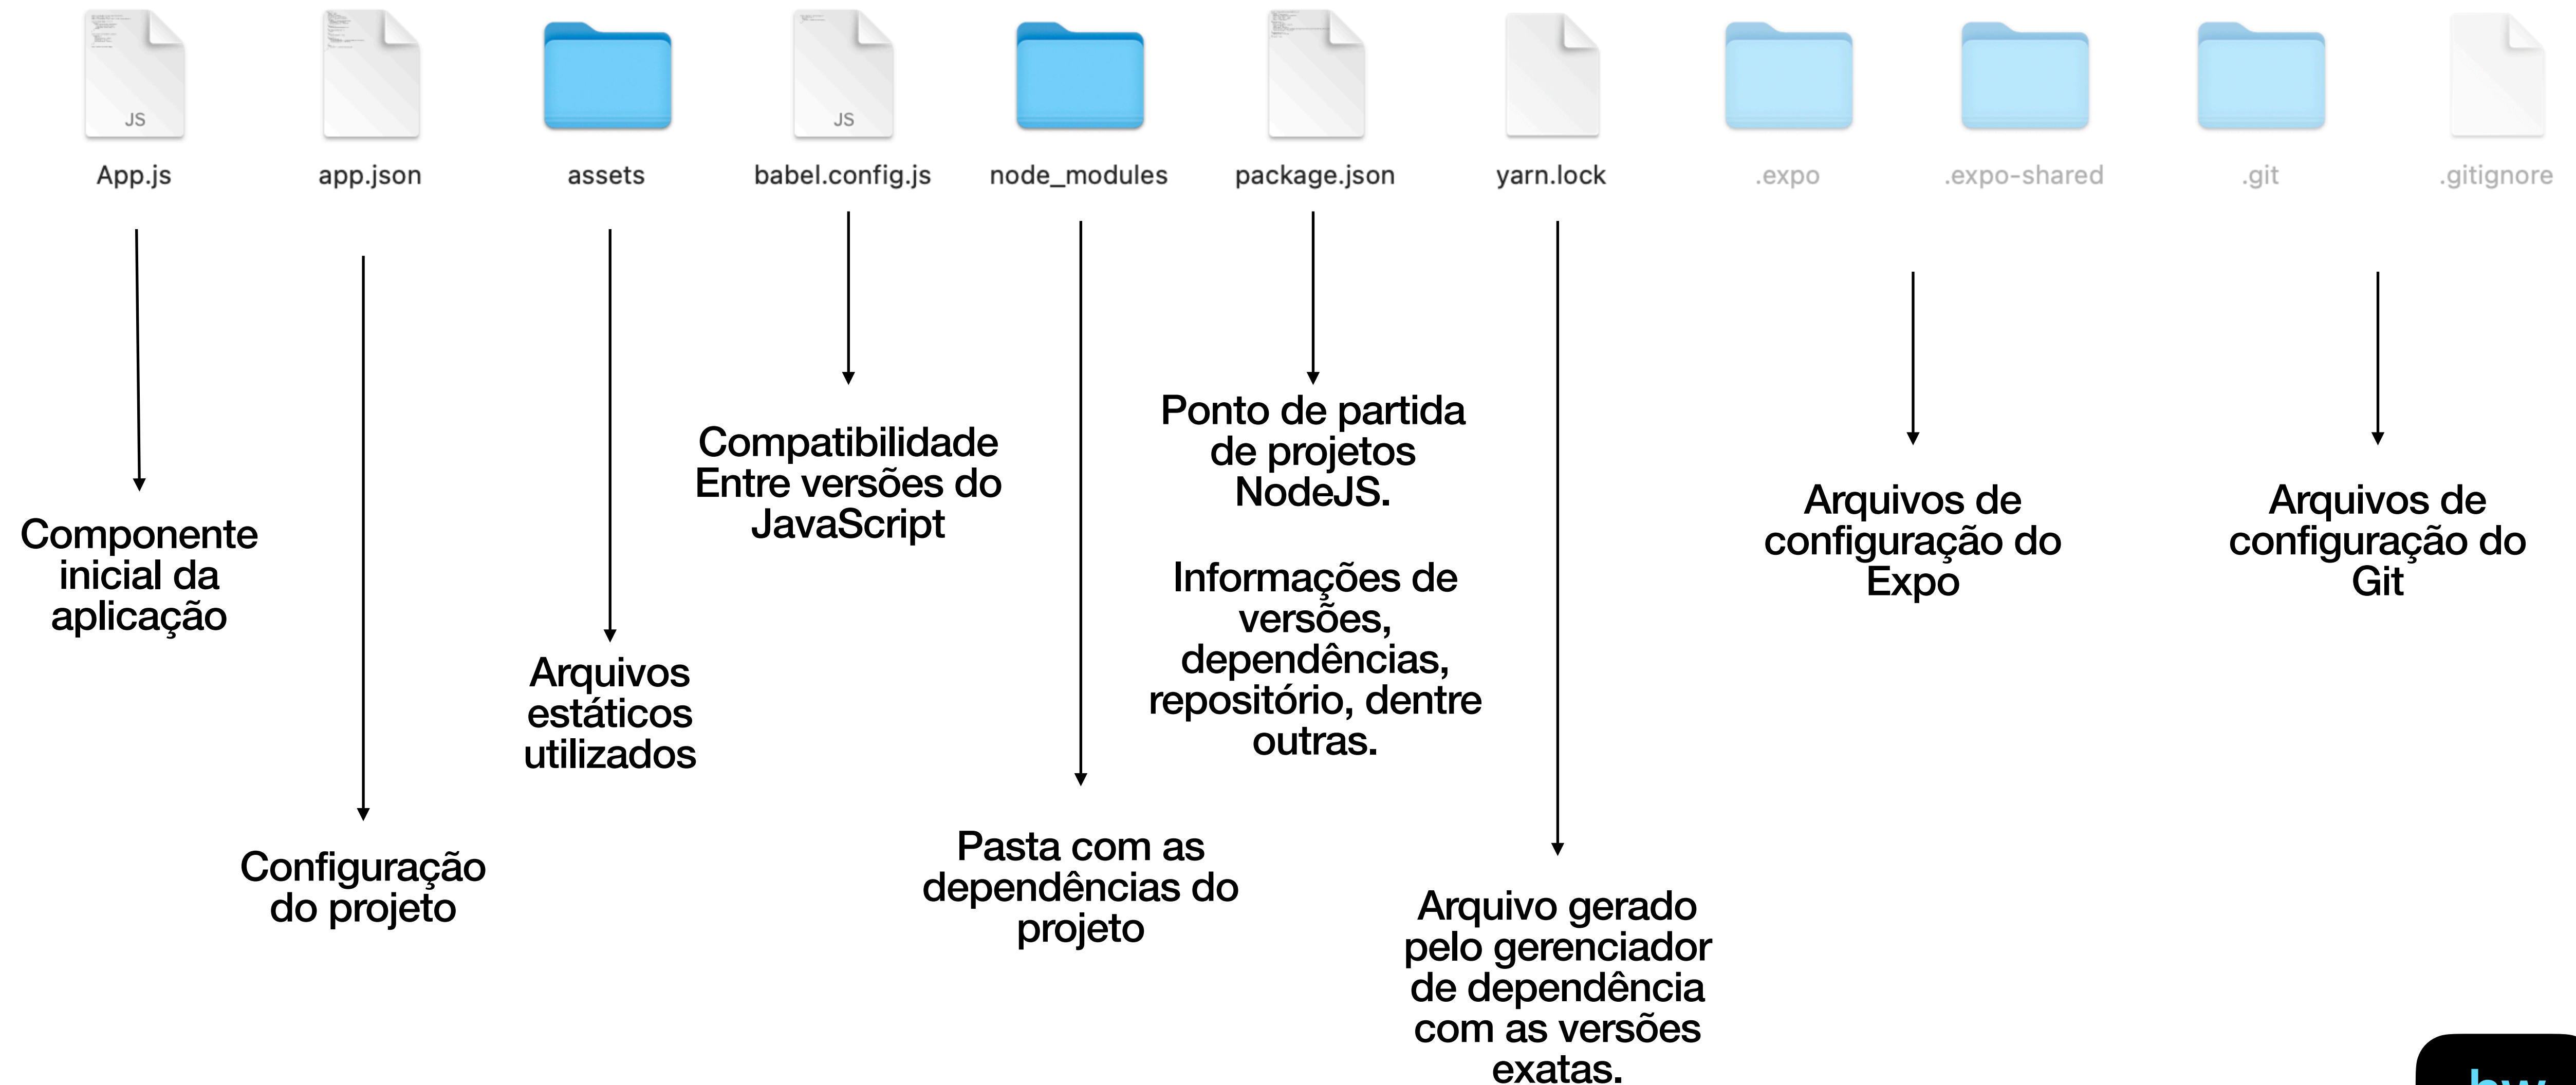 JS
JS
App.js
app.json
assets
babel.config.js
node_modules
package.json
yarn.lock
.expo
.expo-shared
.git
.gitignore
Componente
inicial da
aplicação
Configuração
do projeto
Arquivos
estáticos
utilizados
Compatibilidade
Entre versões do
JavaScript
Pasta com as
dependências do
projeto
Ponto de partida
de projetos
NodeJS.
Informações de
versões,
dependências,
repositório, dentre
outras.
Arquivo gerado
pelo gerenciador
de dependência
com as versões
exatas.
Arquivos de
configuração do
Expo
Arquivos de
configuração do
Git